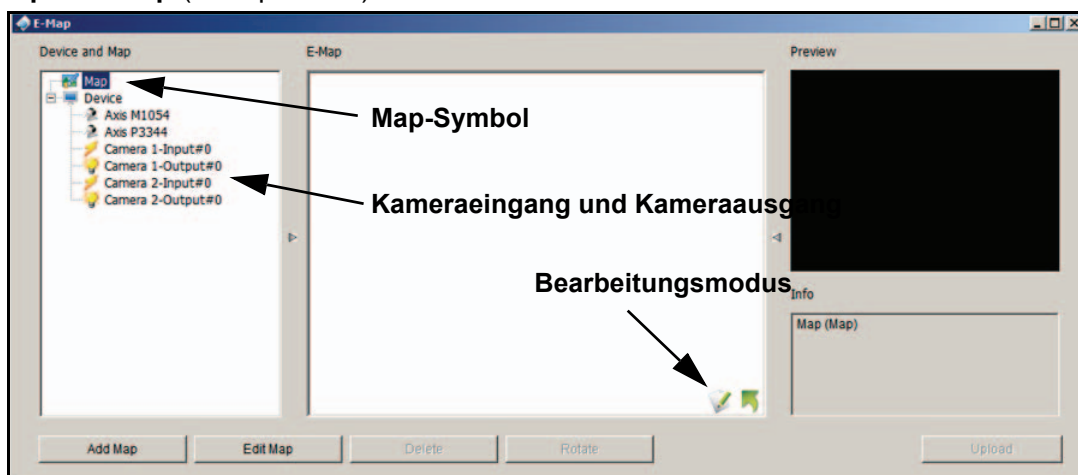 E-Map
Device and Map
E-Map
Preview
Map
Device
Axis M1054
Axis P3344
Camera 1-Input#0
Camera 1-Output#0
Camera 2-Input#0
Camera 2-Output#0
Map-Symbol
Kameraeingang und Kameraausgang
Bearbeitungsmodus
Info
Map (Map)
Add Map
Edit Map
Delete
Rotate
Upload